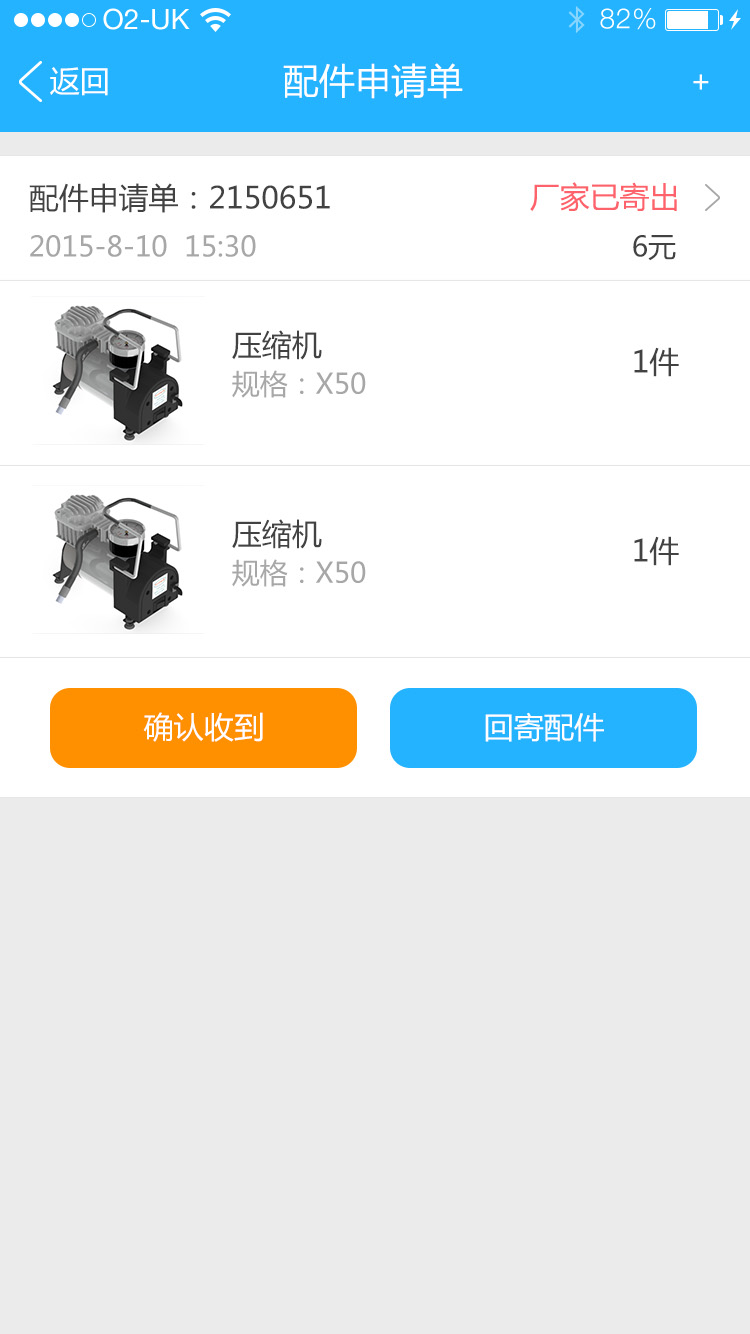 O2-UK 82%
返回 配件申请单 +
配件申请单：2150651 厂家已寄出
2015-8-10 15:30 6元
压缩机
规格：X50
1件
压缩机
规格：X50
1件
确认收到 回寄配件